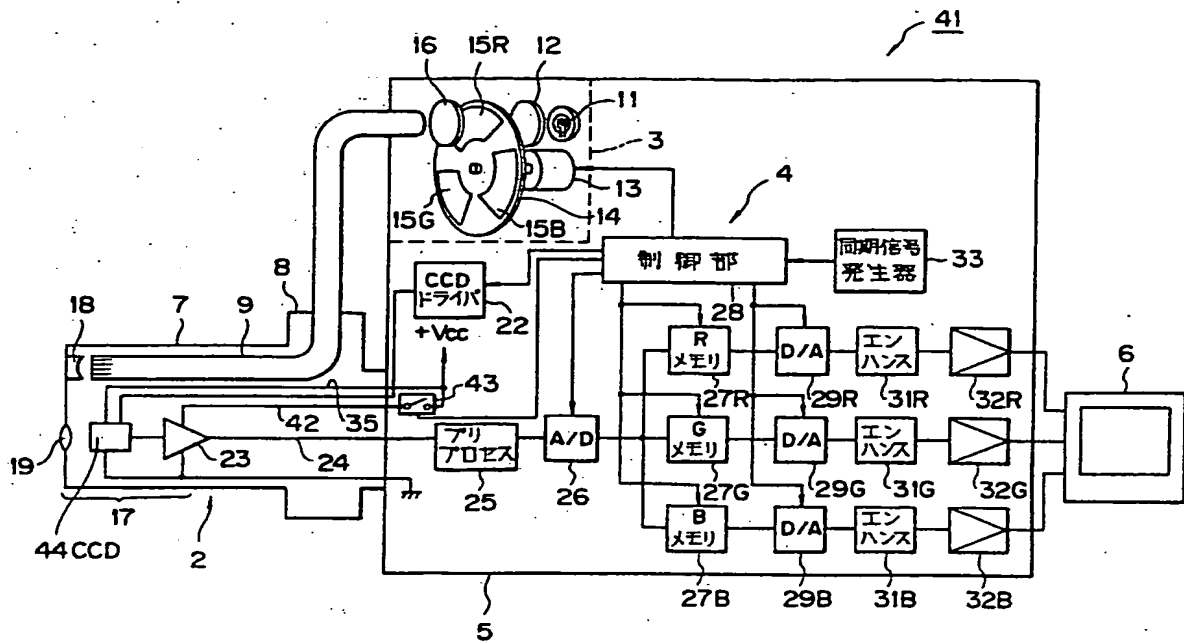 41
16
15R
12
11
3
13
4
15G
15B
14
制御部
同期信号
発生器
33
8
CCD
ドライバ
22
28
18
7
9
+Vcc
R
メモリ
D/A
エン
ハンス
6
43
27R
29R
31R
32R
42
35
19
23
24
プリ
プロセス
A/D
G
メモリ
D/A
エン
ハンス
25
26
27G
29G
31G
32G
17
44CCD
2
B
メモリ
D/A
エン
ハンス
5
27B
29B
31B
32B